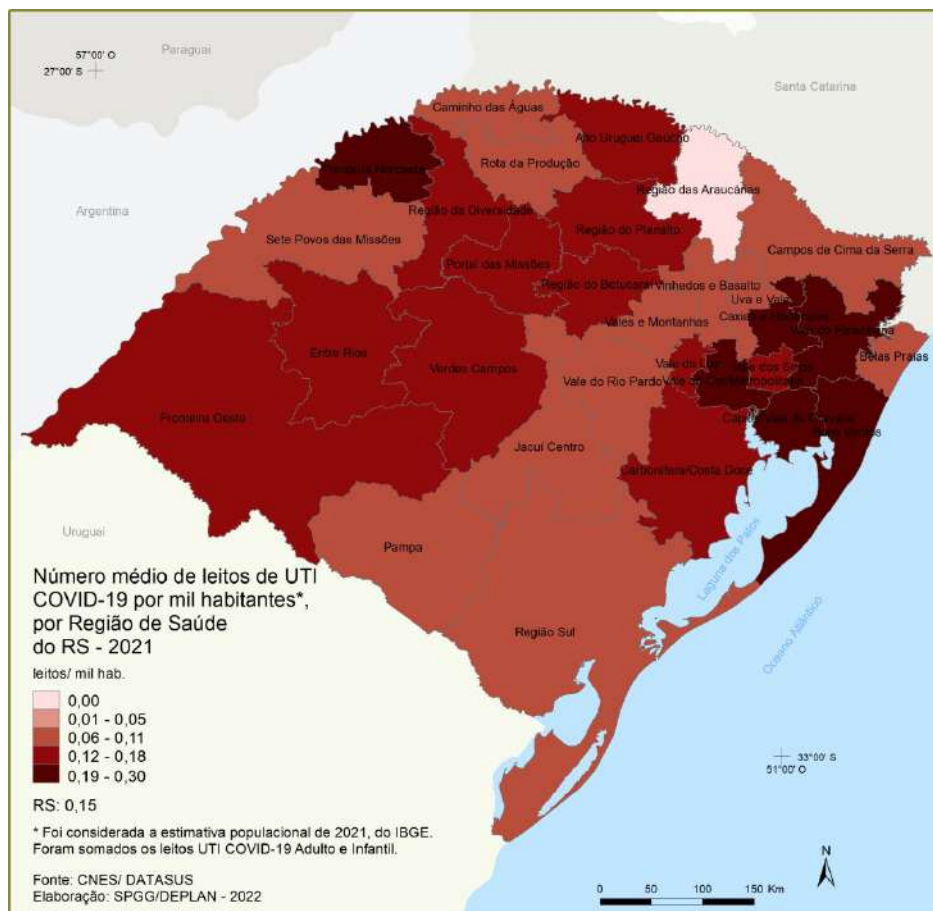 Paraguai
57°00' O
27°00' S
Santa Catarina
Caminho das Águas
Alto Uruguai Gaúcho
Rota da Produção
Região das Araucárias
Argentina
Região da Diversidade
Região do Planalto
Sete Povos das Missões
Campos de Cima da Serra
Portal das Missões
Região do Botucaraí
Vinhedos e Basalto
Uva e Vale
Caxias e Hortênsias
Vales e Montanhas
Entre Rios
Belas Praias
Verdes Campos
Vale da Luz
Vale do Rio Pardo
Fronteira Oeste
Jacuí Centro
Carbonífera/Costa Doce
Uruguai
Pampa
Laguna dos Patos
Oceano Atlântico
Região Sul
Número médio de leitos de UTI
COVID-19 por mil habitantes*,
por Região de Saúde
do RS - 2021
leitos/ mil hab.
0,00
0,01 - 0,05
0,06 - 0,11
0,12 - 0,18
0,19 - 0,30
RS: 0,15
33°00' S
51°00' O
* Foi considerada a estimativa populacional de 2021, do IBGE.
Foram somados os leitos UTI COVID-19 Adulto e Infantil.
Fonte: CNES/ DATASUS
Elaboração: SPGG/DEPLAN - 2022
N
0 50 100 150 Km